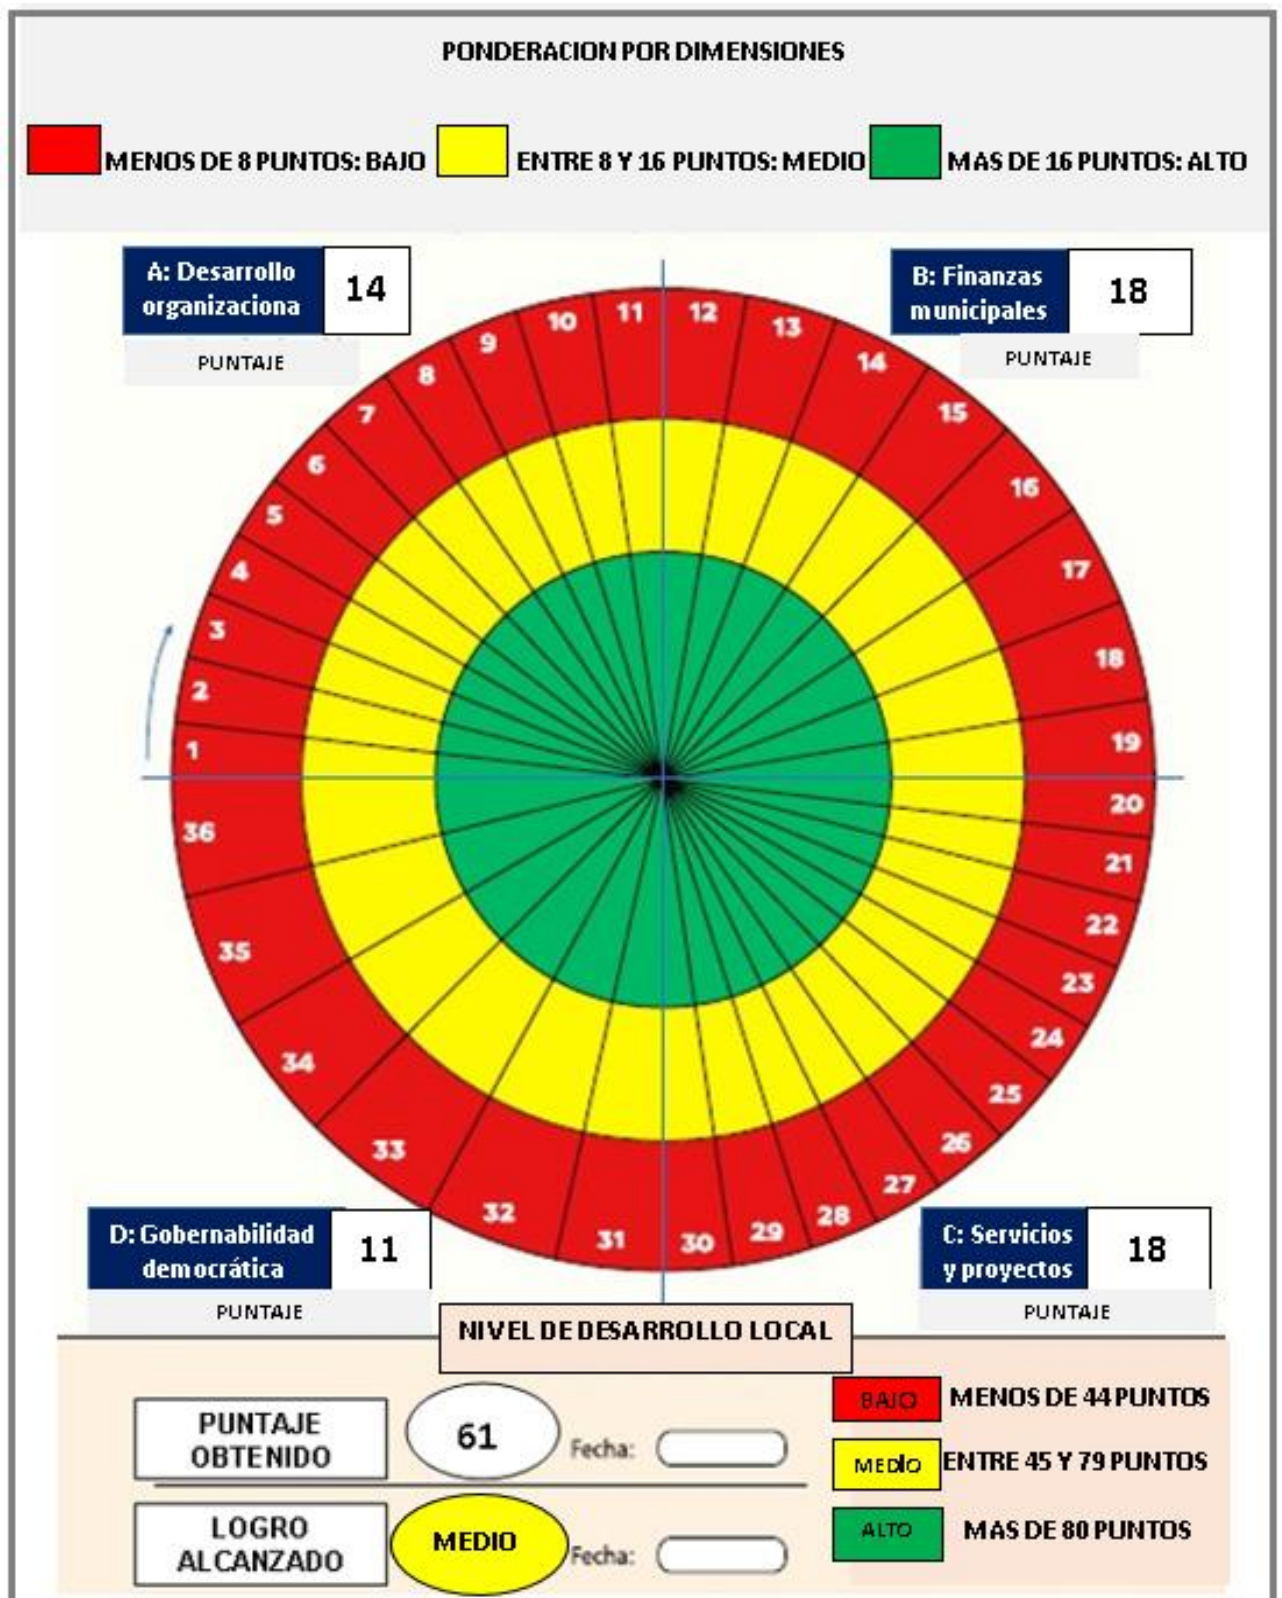 PONDERACION POR DIMENSIONES
MENOS DE 8 PUNTOS: BAJO
ENTRE 8 Y 16 PUNTOS: MEDIO
MAS DE 16 PUNTOS: ALTO
A: Desarrollo
organizaciona
14
PUNTAJE
B: Finanzas
municipales
18
PUNTAJE
1
2
3
4
5
6
7
8
9
10
11
12
13
14
15
16
17
18
19
20
21
22
23
24
25
26
27
28
29
30
31
32
33
34
35
36
D: Gobernabilidad
democrática
11
PUNTAJE
C: Servicios
y proyectos
18
PUNTAJE
NIVEL DE DESARROLLO LOCAL
PUNTAJE
OBTENIDO
61
Fecha:
LOGRO
ALCANZADO
MEDIO
Fecha:
BAJO MENOS DE 44 PUNTOS
MEDIO ENTRE 45 Y 79 PUNTOS
ALTO MAS DE 80 PUNTOS